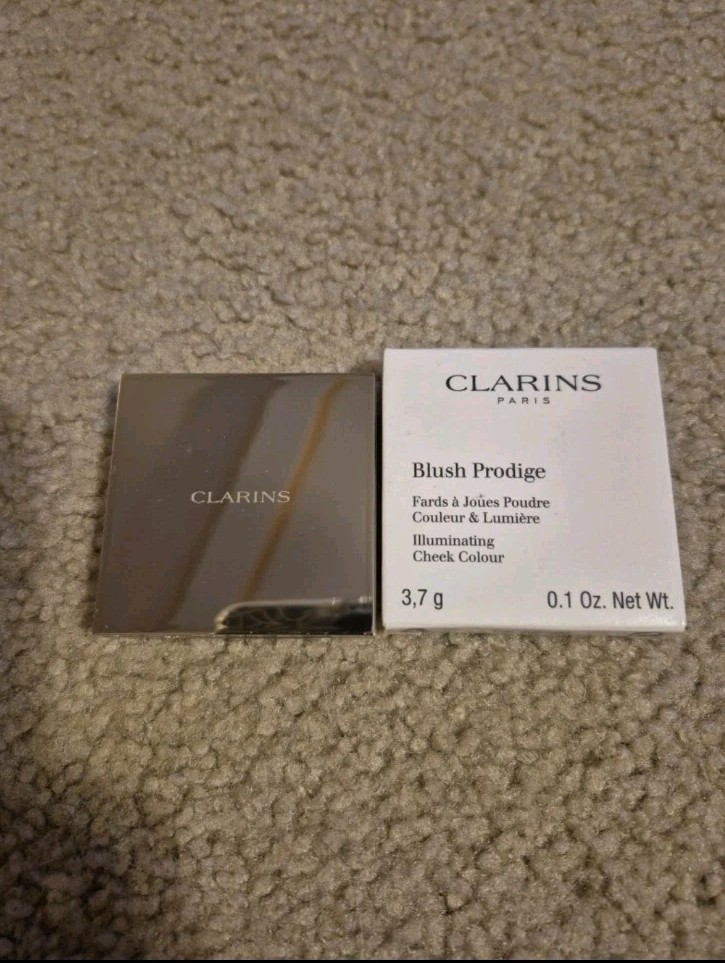 CLARINS
CLARINS
PARIS
Blush Prodige
Fards à Joues Poudre
Couleur & Lumière
Illuminating
Cheek Colour
3,7 g 0.1 Oz. Net Wt.